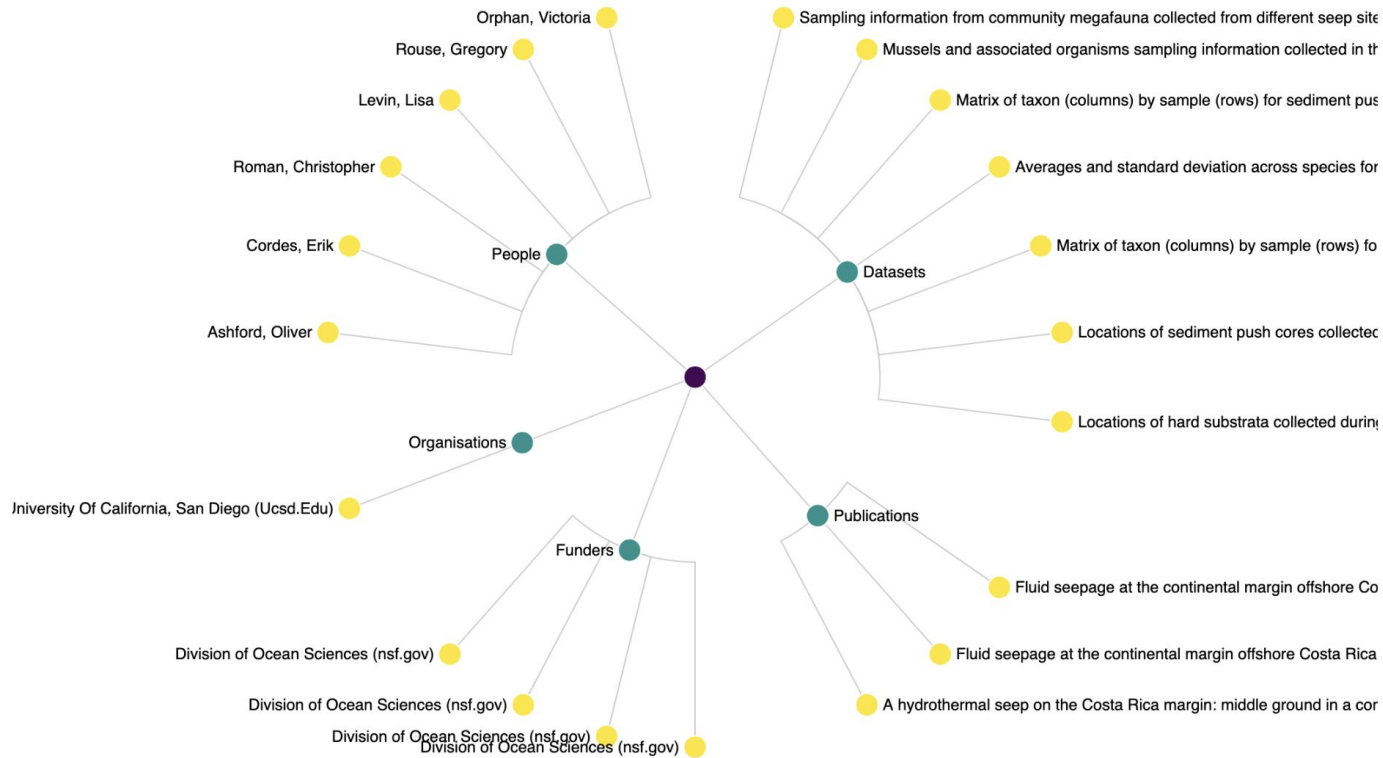 Orphan, Victoria
Rouse, Gregory
Levin, Lisa
Roman, Christopher
Cordes, Erik
Ashford, Oliver
People
Sampling information from community megafauna collected from different seep site
Mussels and associated organisms sampling information collected in th
Matrix of taxon (columns) by sample (rows) for sediment pus
Averages and standard deviation across species for
Matrix of taxon (columns) by sample (rows) fo
Locations of sediment push cores collected
Locations of hard substrata collected during
Datasets
Organisations
University Of California, San Diego (Ucsd.Edu)
Funders
Division of Ocean Sciences (nsf.gov)
Division of Ocean Sciences (nsf.gov)
Division of Ocean Sciences (nsf.gov)
Division of Ocean Sciences (nsf.gov)
Publications
Fluid seepage at the continental margin offshore Co
Fluid seepage at the continental margin offshore Costa Rica
A hydrothermal seep on the Costa Rica margin: middle ground in a con